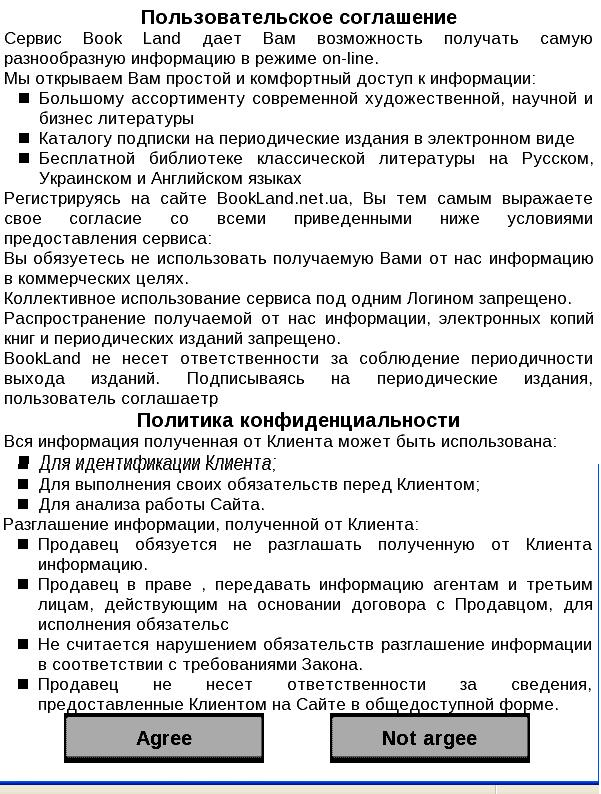 Пользовательское соглашение
Сервис Book Land дает Вам возможность получать самую
разнообразную информацию в режиме on-line.
Мы открываем Вам простой и комфортный доступ к информации:
Большому ассортименту современной художественной, научной и
бизнес литературы
Каталогу подписки на периодические издания в электронном виде
Бесплатной библиотеке классической литературы на Русском,
Украинском и Английском языках
Регистрируясь на сайте BookLand.net.ua, Вы тем самым выражаете
свое согласие со всеми приведенными ниже условиями
предоставления сервиса:
Вы обязуетесь не использовать получаемую Вами от нас информацию
в коммерческих целях.
Коллективное использование сервиса под одним Логином запрещено.
Распространение получаемой от нас информации, электронных копий
книг и периодических изданий запрещено.
BookLand не несет ответственности за соблюдение периодичности
выхода изданий. Подписываясь на периодические издания,
пользователь соглашаетр
Политика конфиденциальности
Вся информация полученная от Клиента может быть использована:
Для идентификации Клиента;
Для выполнения своих обязательств перед Клиентом;
Для анализа работы Сайта.
Разглашение информации, полученной от Клиента:
Продавец обязуется не разглашать полученную от Клиента
информацию.
Продавец в праве , передавать информацию агентам и третьим
лицам, действующим на основании договора с Продавцом, для
исполнения обязательс
Не считается нарушением обязательств разглашение информации
в соответствии с требованиями Закона.
Продавец не несет ответственности за сведения,
предоставленные Клиентом на Сайте в общедоступной форме.
Agree
Not argee